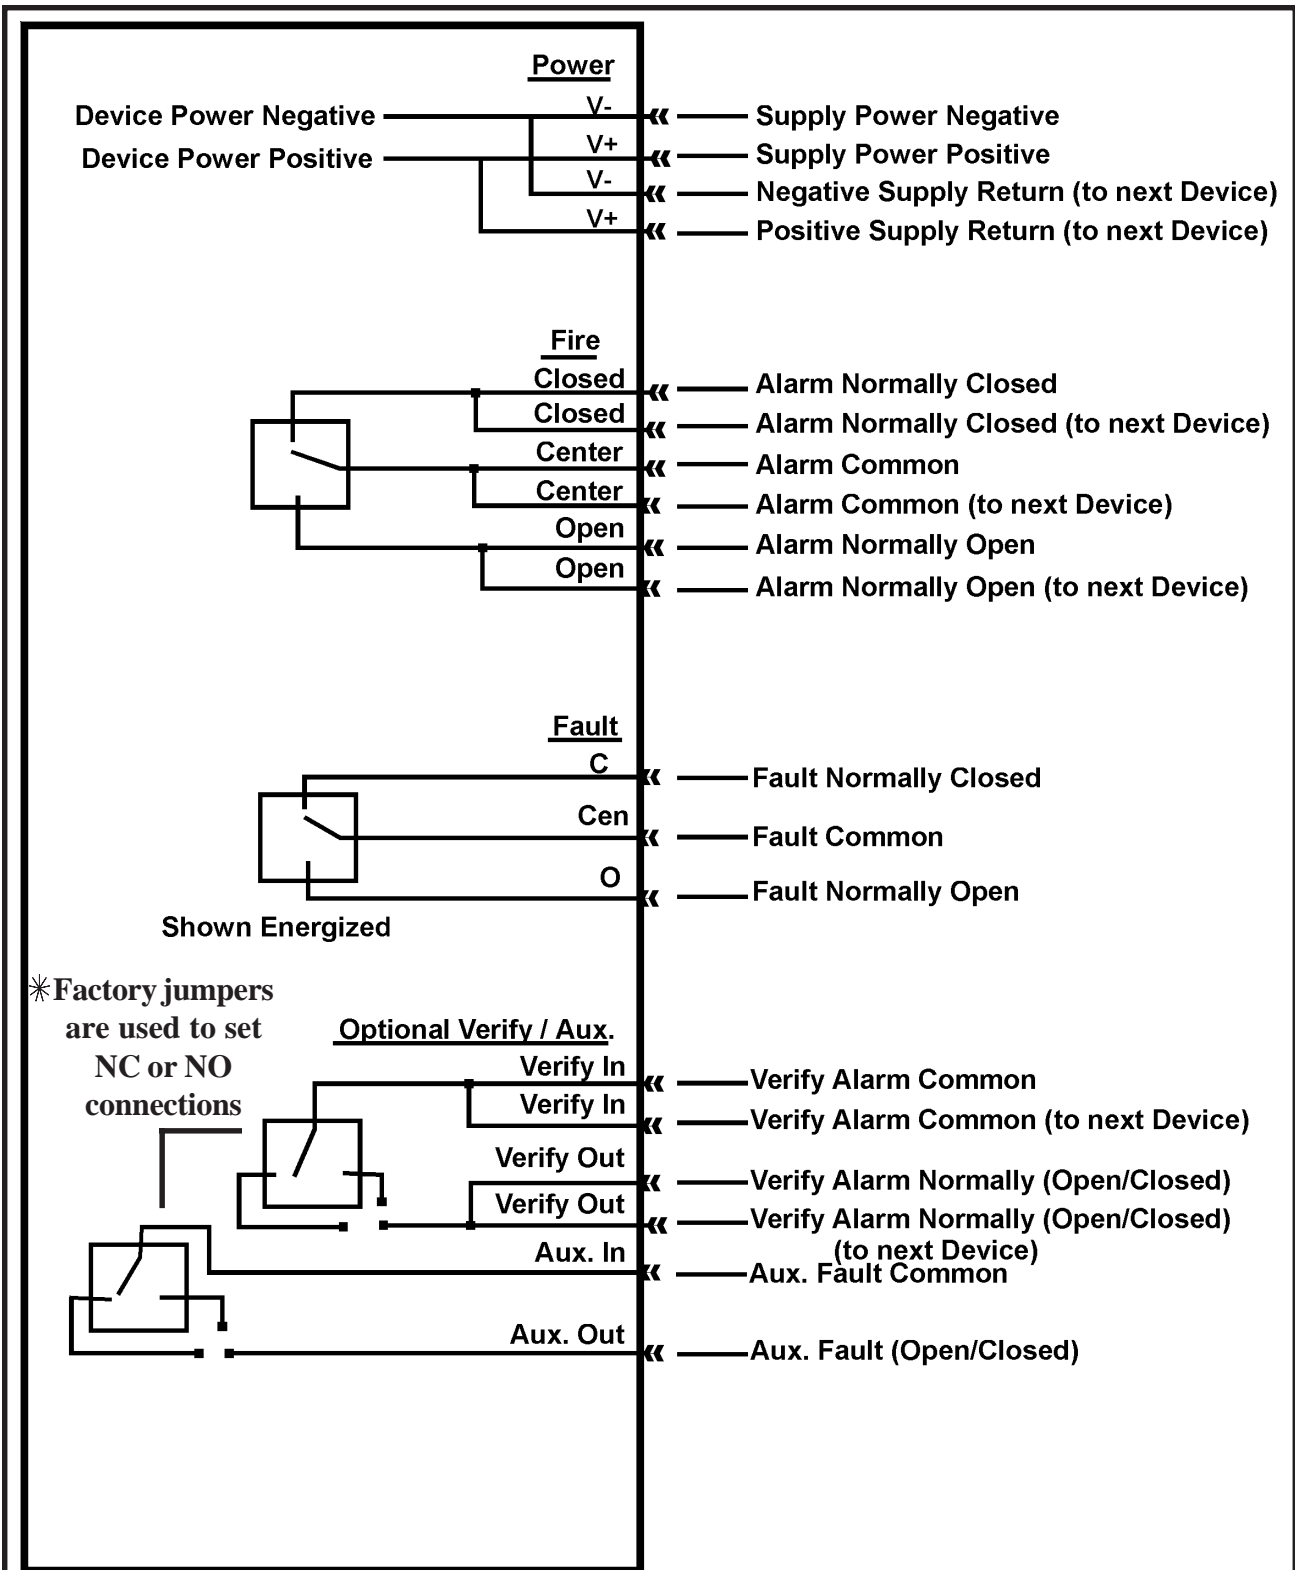 Power
Device Power Negative V- Supply Power Negative
Device Power Positive V+ Supply Power Positive
V- Negative Supply Return (to next Device)
V+ Positive Supply Return (to next Device)
Fire
Closed Alarm Normally Closed
Closed Alarm Normally Closed (to next Device)
Center Alarm Common
Center Alarm Common (to next Device)
Open Alarm Normally Open
Open Alarm Normally Open (to next Device)
Fault
C Fault Normally Closed
Cen Fault Common
O Fault Normally Open
Shown Energized
✳Factory jumpers
are used to set
NC or NO
connections
Optional Verify / Aux.
Verify In Verify Alarm Common
Verify In Verify Alarm Common (to next Device)
Verify Out Verify Alarm Normally (Open/Closed)
Verify Out Verify Alarm Normally (Open/Closed)
(to next Device)
Aux. In Aux. Fault Common
Aux. Out Aux. Fault (Open/Closed)